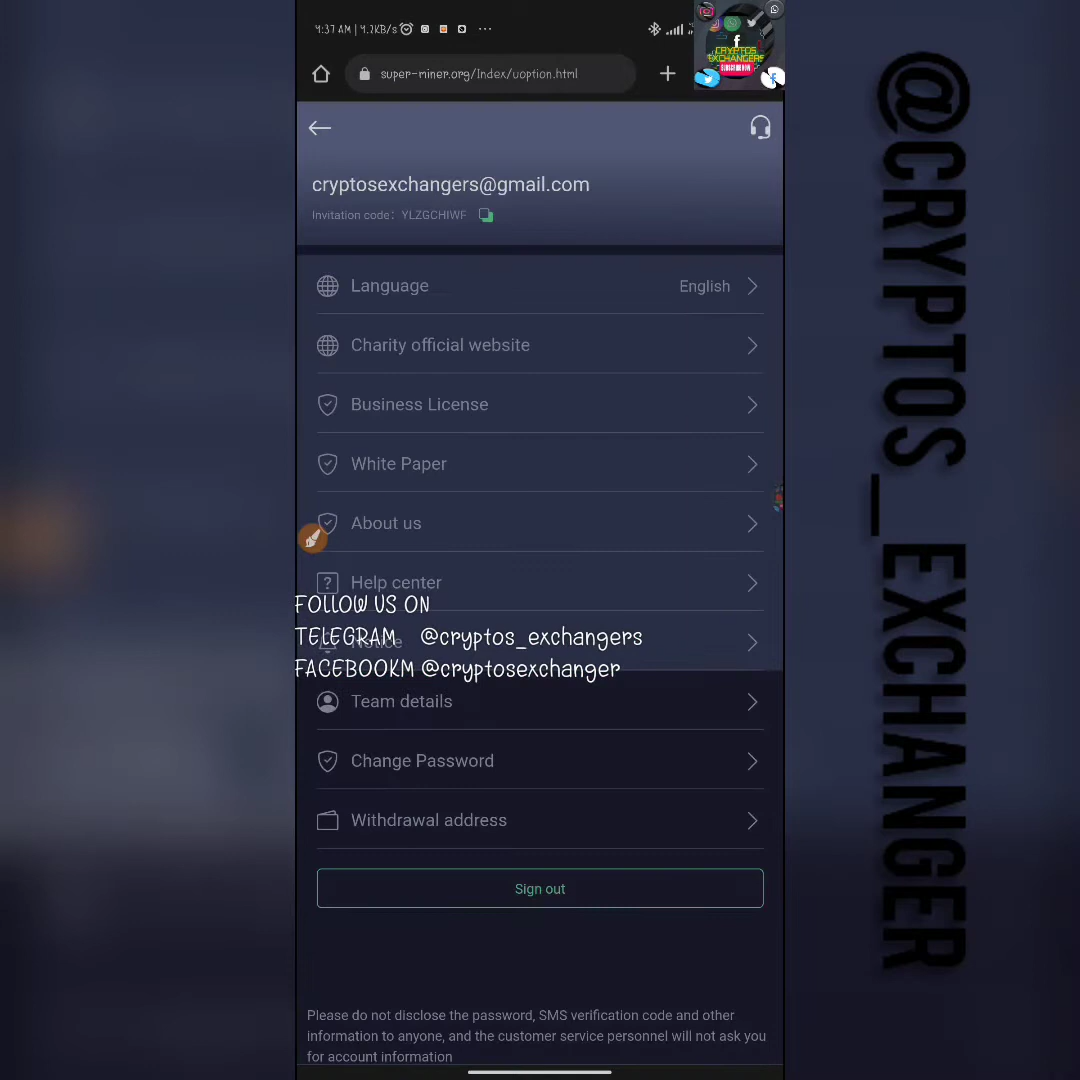 4:37 AM | 4.2KB/s
super-miner.org/Index/uoption.html
CRYPTOS
EXCHANGERS
cryptosexchangers@gmail.com
Invitation code: YLZGCHIWF
Language English
Charity official website
Business License
White Paper
About us
Help center
FOLLOW US ON
TELEGRAM @cryptos_exchangers
Notice
FACEBOOKM @cryptosexchanger
Team details
Change Password
Withdrawal address
Sign out
Please do not disclose the password, SMS verification code and other
information to anyone, and the customer service personnel will not ask you
for account information
@CRYPTOS_EXCHANGER